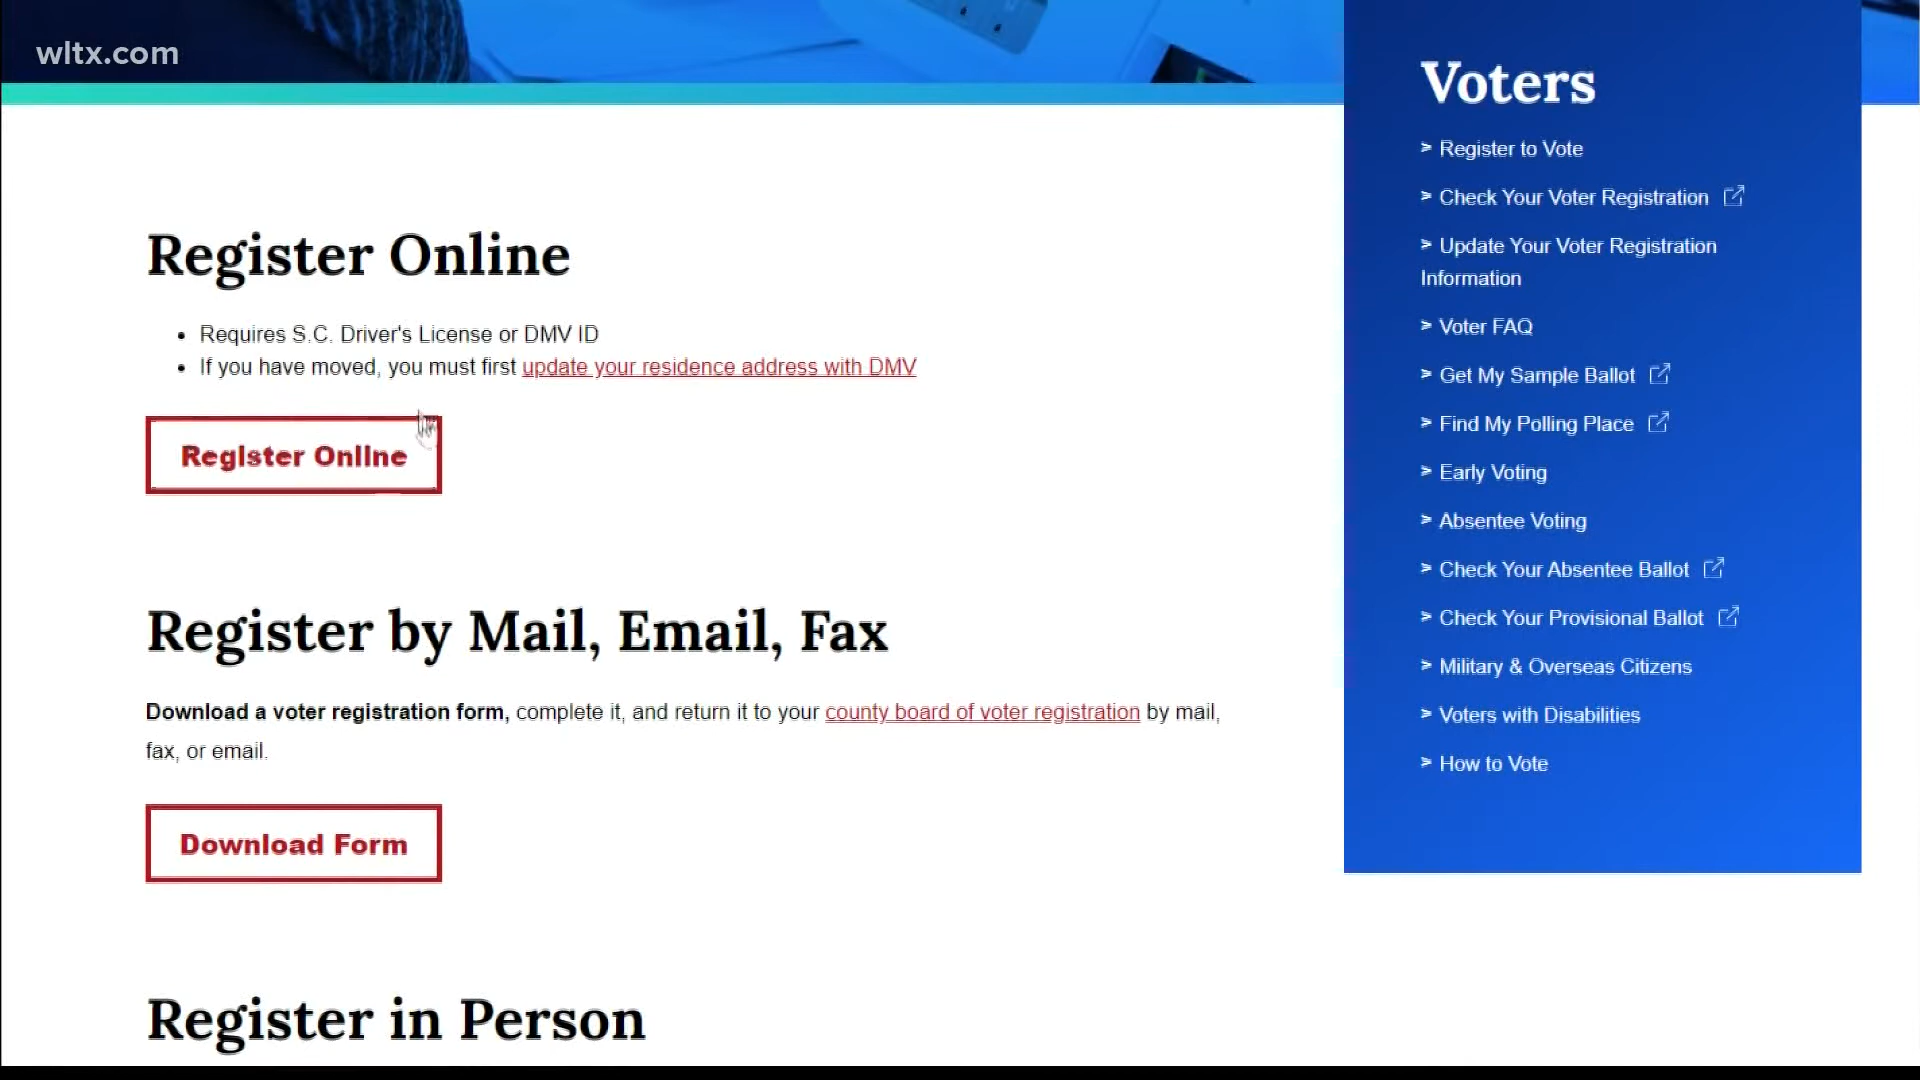 wltx.com
Register Online
Requires S.C. Driver's License or DMV ID
If you have moved, you must first update your residence address with DMV
Register Online
Register by Mail, Email, Fax
Download a voter registration form, complete it, and return it to your county board of voter registration by mail,
fax, or email.
Download Form
Register in Person
Voters
> Register to Vote
> Check Your Voter Registration
> Update Your Voter Registration
Information
> Voter FAQ
> Get My Sample Ballot
> Find My Polling Place
> Early Voting
> Absentee Voting
> Check Your Absentee Ballot
> Check Your Provisional Ballot
> Military & Overseas Citizens
> Voters with Disabilities
> How to Vote